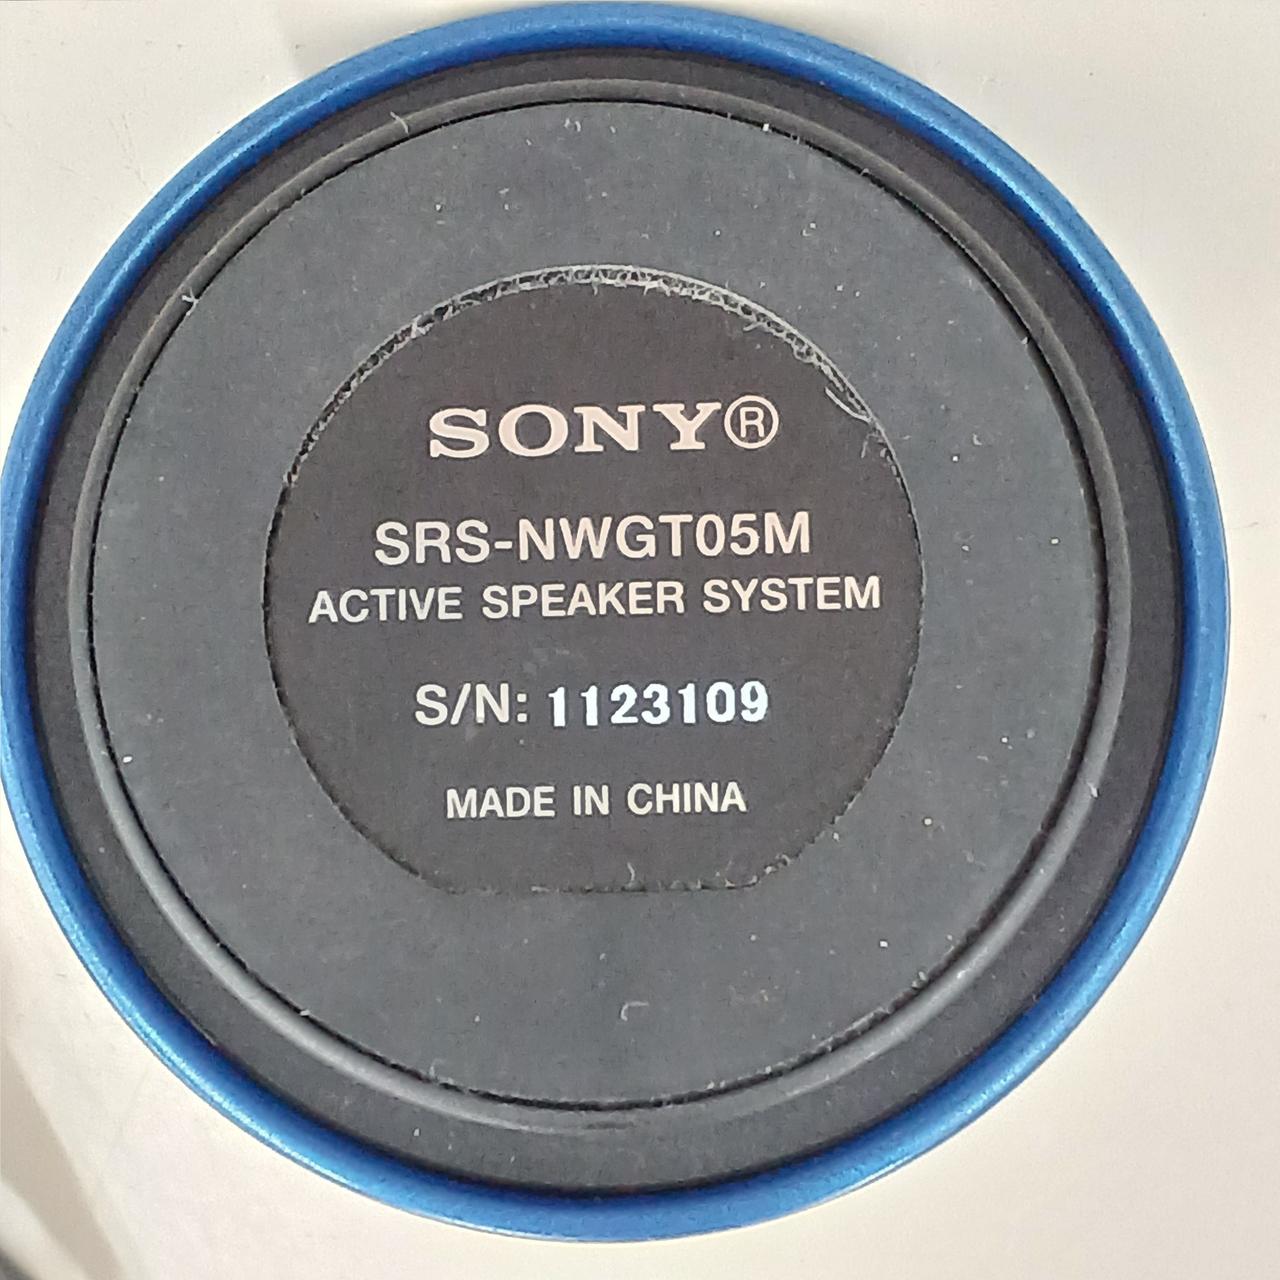 SONY®
SRS-NWGT05M
ACTIVE SPEAKER SYSTEM
S/N: 1123109
MADE IN CHINA